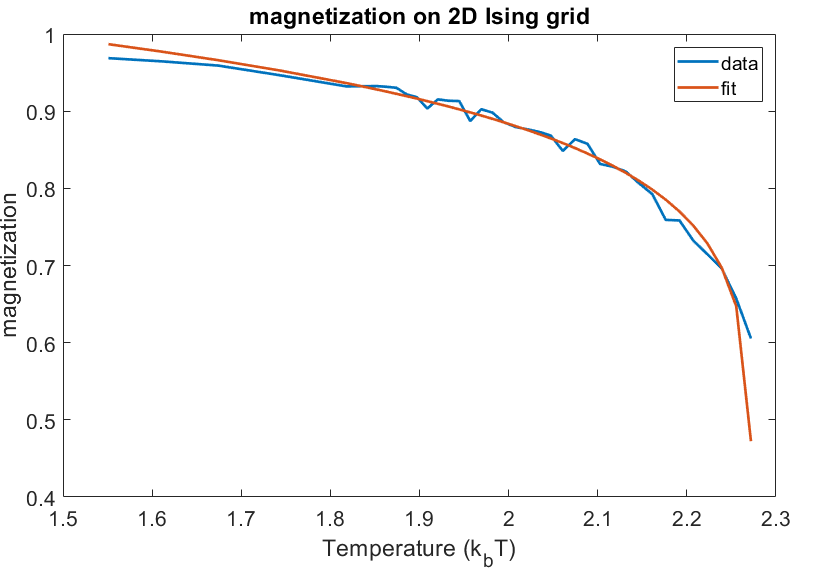 magnetization on 2D Ising grid
1
data
fit
0.9
0.8
magnetization
0.7
0.6
0.5
0.4
1.5 1.6 1.7 1.8 1.9 2 2.1 2.2 2.3
Temperature (k_bT)